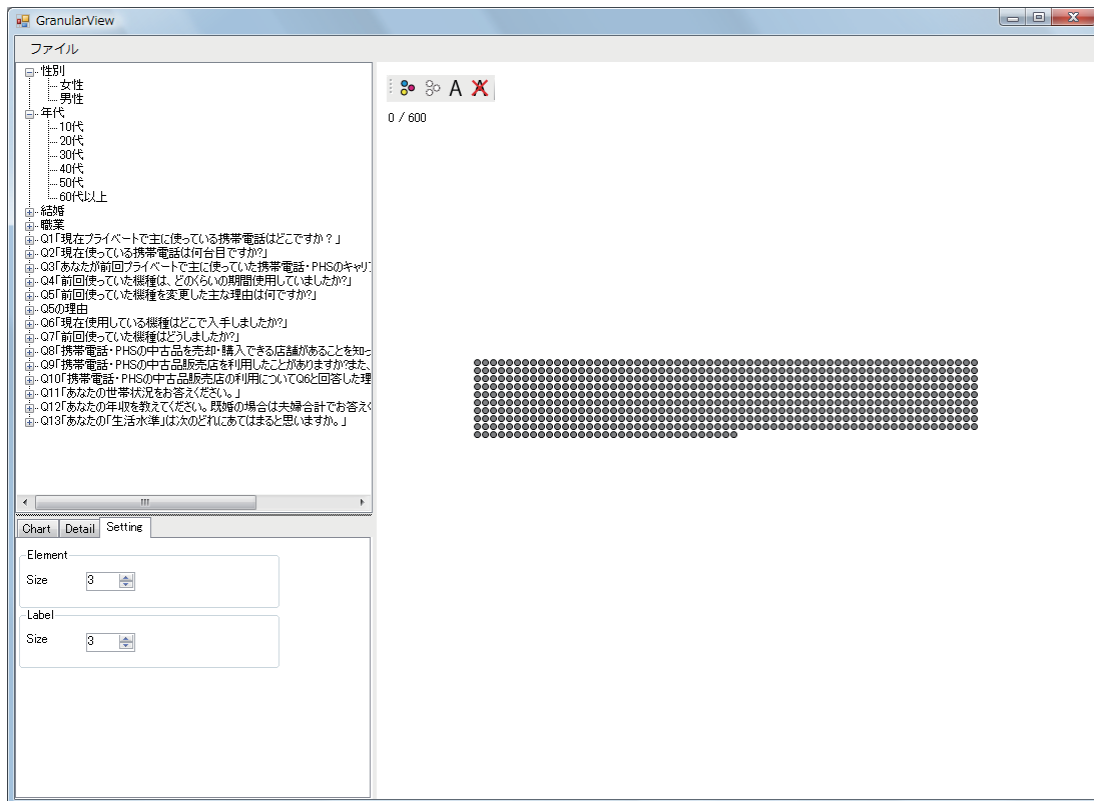 GranularView
ファイル
性別
女性
男性
年代
10代
20代
30代
40代
50代
60代以上
結婚
職業
Q1「現在プライベートで主に使っている携帯電話はどこですか？」
Q2「現在使っている携帯電話は何台目ですか?」
Q3「あなたが前回プライベートで主に使っていた携帯電話・PHSのキャリア
Q4「前回使っていた機種は、どのくらいの期間使用していましたか?」
Q5「前回使っていた機種を変更した主な理由は何ですか?」
Q5の理由
Q6「現在使用している機種はどこで入手しましたか?」
Q7「前回使っていた機種はどうしましたか?」
Q8「携帯電話・PHSの中古品を売却・購入できる店舗があることを知っ
Q9「携帯電話・PHSの中古品販売店を利用したことがありますか?また、
Q10「携帯電話・PHSの中古品販売店の利用についてQ6と回答した理
Q11「あなたの世帯状況をお答えください。」
Q12「あなたの年収を教えてください。既婚の場合は夫婦合計でお答えく
Q13「あなたの「生活水準」は次のどれにあてはまると思いますか。」
A
0 / 600
Chart Detail Setting
Element
Size 3
Label
Size 3